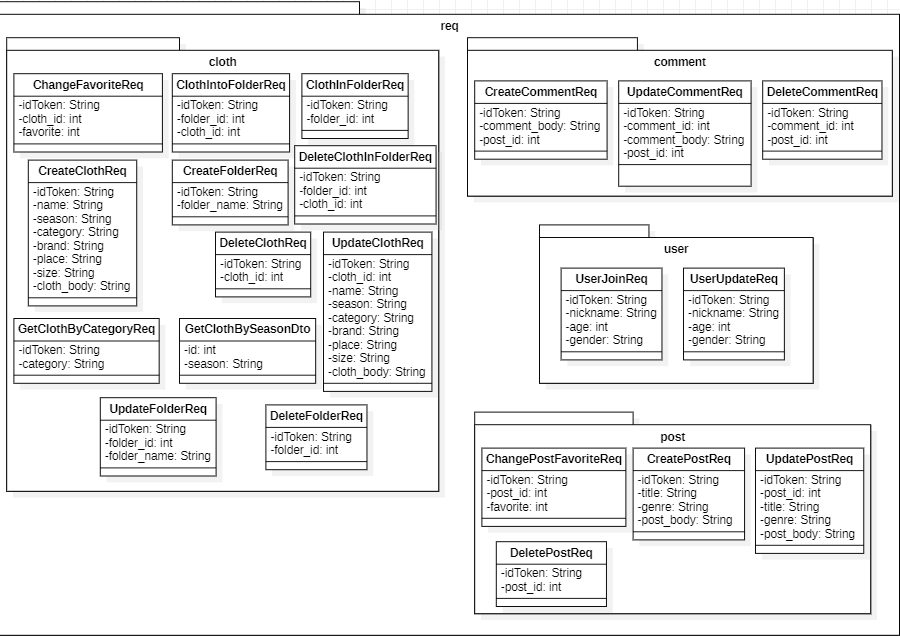 req
cloth
ChangeFavoriteReq
-idToken: String
-cloth_id: int
-favorite: int
ClothIntoFolderReq
-idToken: String
-folder_id: int
-cloth_id: int
ClothInFolderReq
-idToken: String
-folder_id: int
CreateClothReq
-idToken: String
-name: String
-season: String
-category: String
-brand: String
-place: String
-size: String
-cloth_body: String
CreateFolderReq
-idToken: String
-folder_name: String
DeleteClothInFolderReq
-idToken: String
-folder_id: int
-cloth_id: int
DeleteClothReq
-idToken: String
-cloth_id: int
UpdateClothReq
-idToken: String
-cloth_id: int
-name: String
-season: String
-category: String
-brand: String
-place: String
-size: String
-cloth_body: String
GetClothByCategoryReq
-idToken: String
-category: String
GetClothBySeasonDto
-id: int
-season: String
UpdateFolderReq
-idToken: String
-folder_id: int
-folder_name: String
DeleteFolderReq
-idToken: String
-folder_id: int
comment
CreateCommentReq
-idToken: String
-comment_body: String
-post_id: int
UpdateCommentReq
-idToken: String
-comment_id: int
-comment_body: String
-post_id: int
DeleteCommentReq
-idToken: String
-comment_id: int
-post_id: int
user
UserJoinReq
-idToken: String
-nickname: String
-age: int
-gender: String
UserUpdateReq
-idToken: String
-nickname: String
-age: int
-gender: String
post
ChangePostFavoriteReq
-idToken: String
-post_id: int
-favorite: int
CreatePostReq
-idToken: String
-title: String
-genre: String
-post_body: String
UpdatePostReq
-idToken: String
-post_id: int
-title: String
-genre: String
-post_body: String
DeletePostReq
-idToken: String
-post_id: int